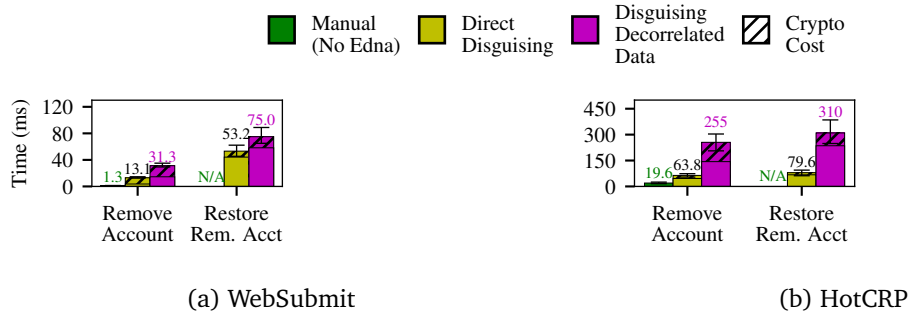 Manual
(No Edna)
Direct
Disguising
Disguising
Decorrelated
Data
Crypto
Cost
Time (ms)
120
80
40
0
1.3
13.1
31.3
N/A
53.2
75.0
Remove
Account
Restore
Rem. Acct
(a) WebSubmit
450
300
150
0
19.6
63.8
255
N/A
79.6
310
Remove
Account
Restore
Rem. Acct
(b) HotCRP